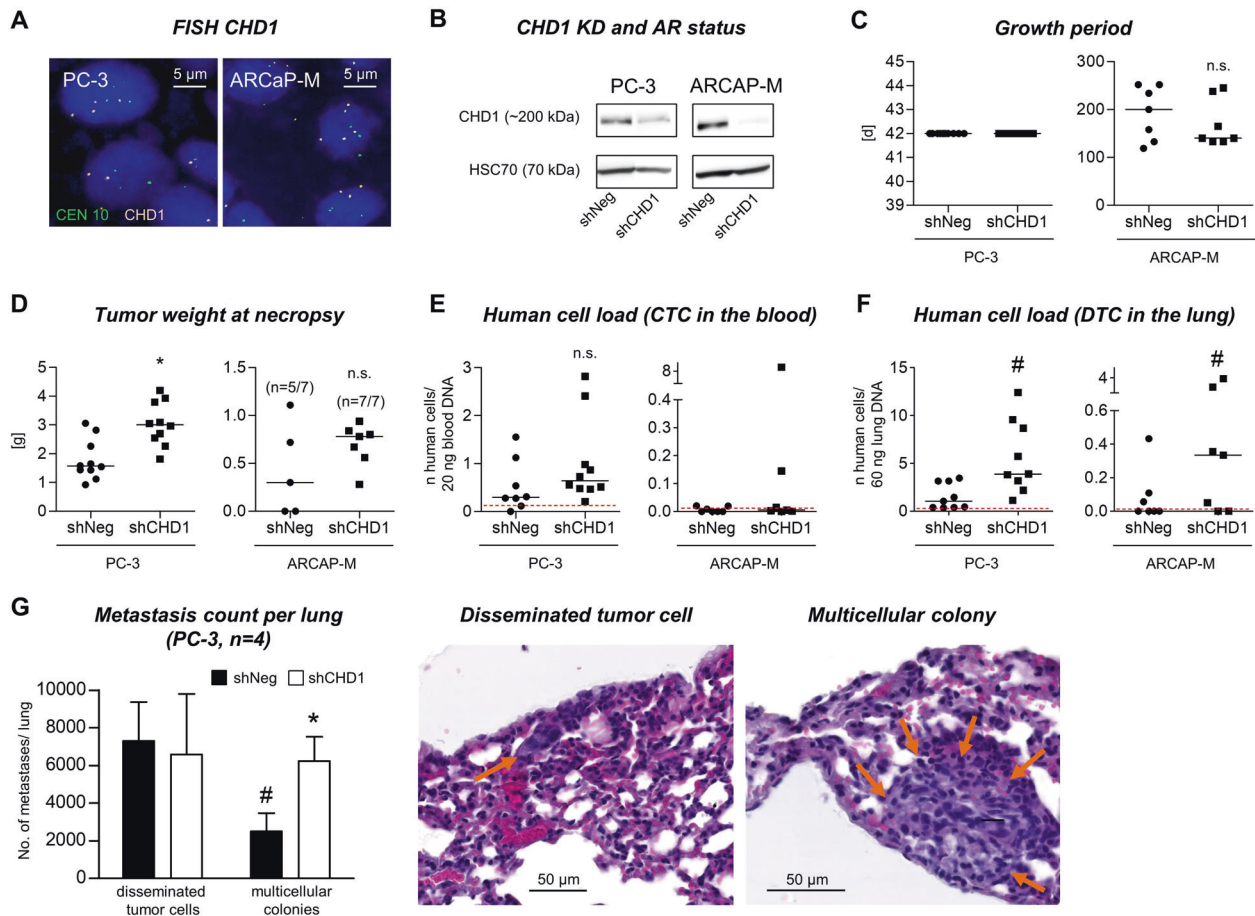 A
FISH CHD1
PC-3
5 µm
ARCaP-M
5 µm
CEN 10
CHD1
B
CHD1 KD and AR status
PC-3
ARCAP-M
CHD1 (~200 kDa)
HSC70 (70 kDa)
shNeg
shCHD1
shNeg
shCHD1
C
Growth period
[d]
45
44
43
42
41
40
39
shNeg
shCHD1
PC-3
300
200
100
0
n.s.
shNeg
shCHD1
ARCAP-M
D
Tumor weight at necropsy
[g]
5
4
3
2
1
0
*
shNeg
shCHD1
PC-3
1.5
1.0
0.5
0.0
(n=5/7)
n.s.
(n=7/7)
shNeg
shCHD1
ARCAP-M
E
Human cell load (CTC in the blood)
n human cells/
20 ng blood DNA
3
2
1
0
n.s.
shNeg
shCHD1
PC-3
8
0.4
0.2
0.0
shNeg
shCHD1
ARCAP-M
F
Human cell load (DTC in the lung)
n human cells/
60 ng lung DNA
15
10
5
0
#
shNeg
shCHD1
PC-3
4
2
0.6
0.4
0.2
0.0
#
shNeg
shCHD1
ARCAP-M
G
Metastasis count per lung
(PC-3, n=4)
shNeg
shCHD1
No. of metastases/ lung
10000
8000
6000
4000
2000
0
#
*
disseminated
tumor cells
multicellular
colonies
Disseminated tumor cell
50 µm
Multicellular colony
50 µm